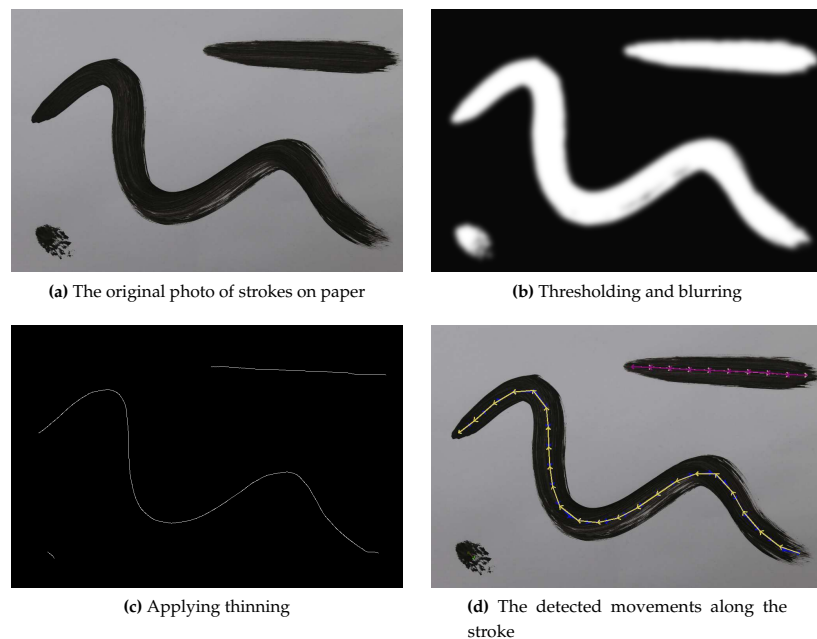 (a) The original photo of strokes on paper
(b) Thresholding and blurring
(c) Applying thinning
(d) The detected movements along the
stroke